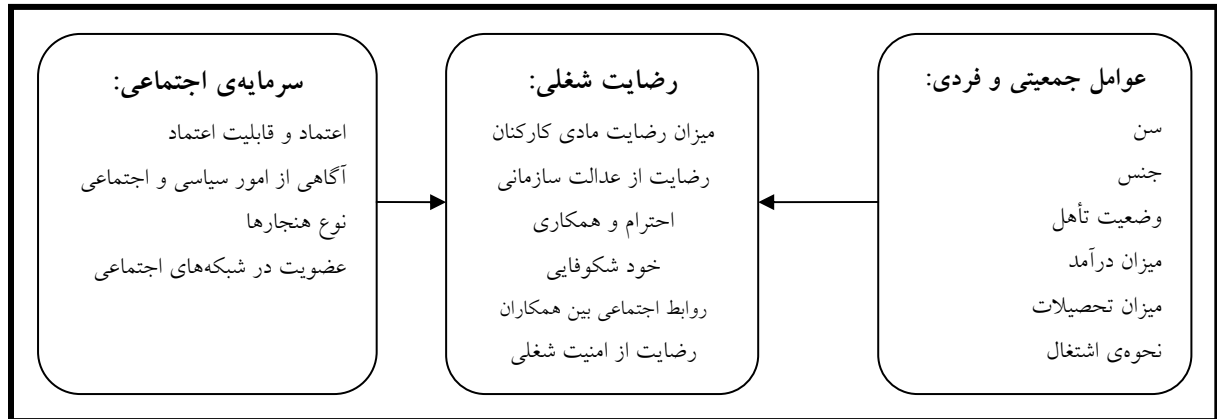 عوامل جمعیتی و فردی:
سن
جنس
وضعیت تأهل
میزان درآمد
میزان تحصیلات
نحوه‌ی اشتغال
رضایت شغلی:
میزان رضایت مادی کارکنان
رضایت از عدالت سازمانی
احترام و همکاری
خود شکوفایی
روابط اجتماعی بین همکاران
رضایت از امنیت شغلی
سرمایه‌ی اجتماعی:
اعتماد و قابلیت اعتماد
آگاهی از امور سیاسی و اجتماعی
نوع هنجارها
عضویت در شبکه‌های اجتماعی